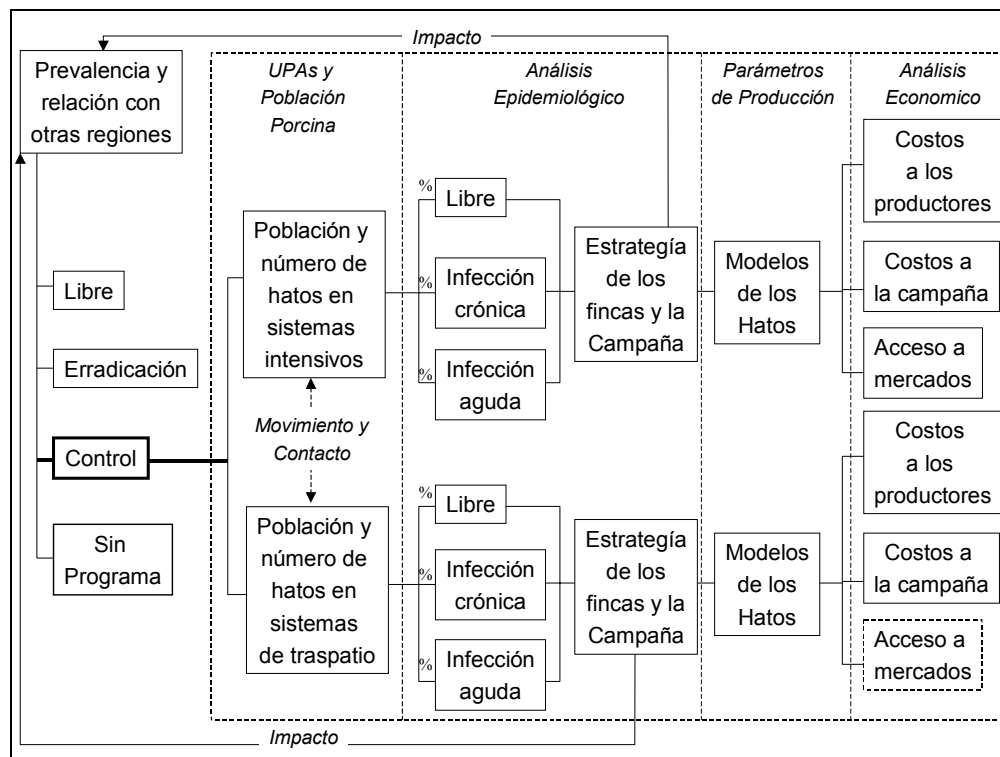 Impacto
Prevalencia y
relación con
otras regiones
UPAs y
Población
Porcina
Análisis
Epidemiológico
Parámetros
de Producción
Análisis
Economico
Libre
Erradicación
Control
Sin
Programa
Población y
número de
hatos en
sistemas
intensivos
Movimiento y
Contacto
Población y
número de
hatos en
sistemas
de traspatio
%
Libre
%
Infección
crónica
%
Infección
aguda
Estrategía
de los
fincas y la
Campaña
Modelos
de los
Hatos
Costos
a los
productores
Costos a
la campaña
Acceso a
mercados
%
Libre
%
Infección
crónica
%
Infección
aguda
Estrategía
de los
fincas y la
Campaña
Modelos
de los
Hatos
Costos
a los
productores
Costos a
la campaña
Acceso a
mercados
Impacto